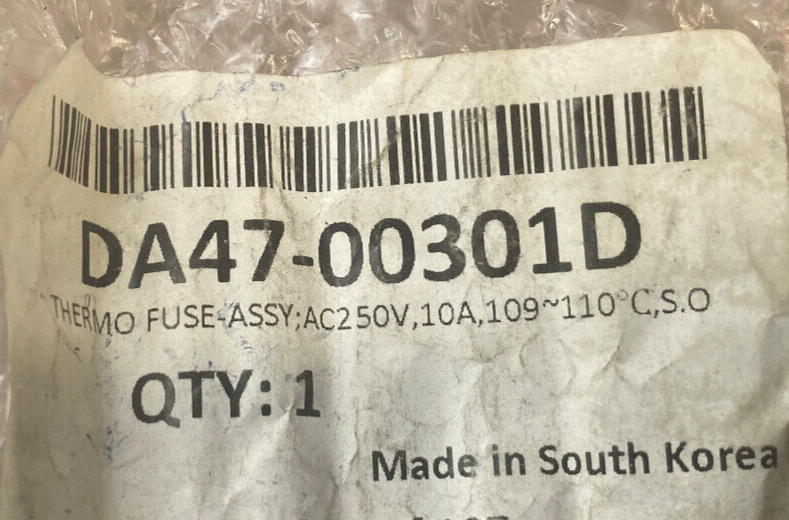 DA47-00301D
THERMO FUSE-ASSY;AC250V,10A,109~110°C,S.O
QTY: 1
Made in South Korea